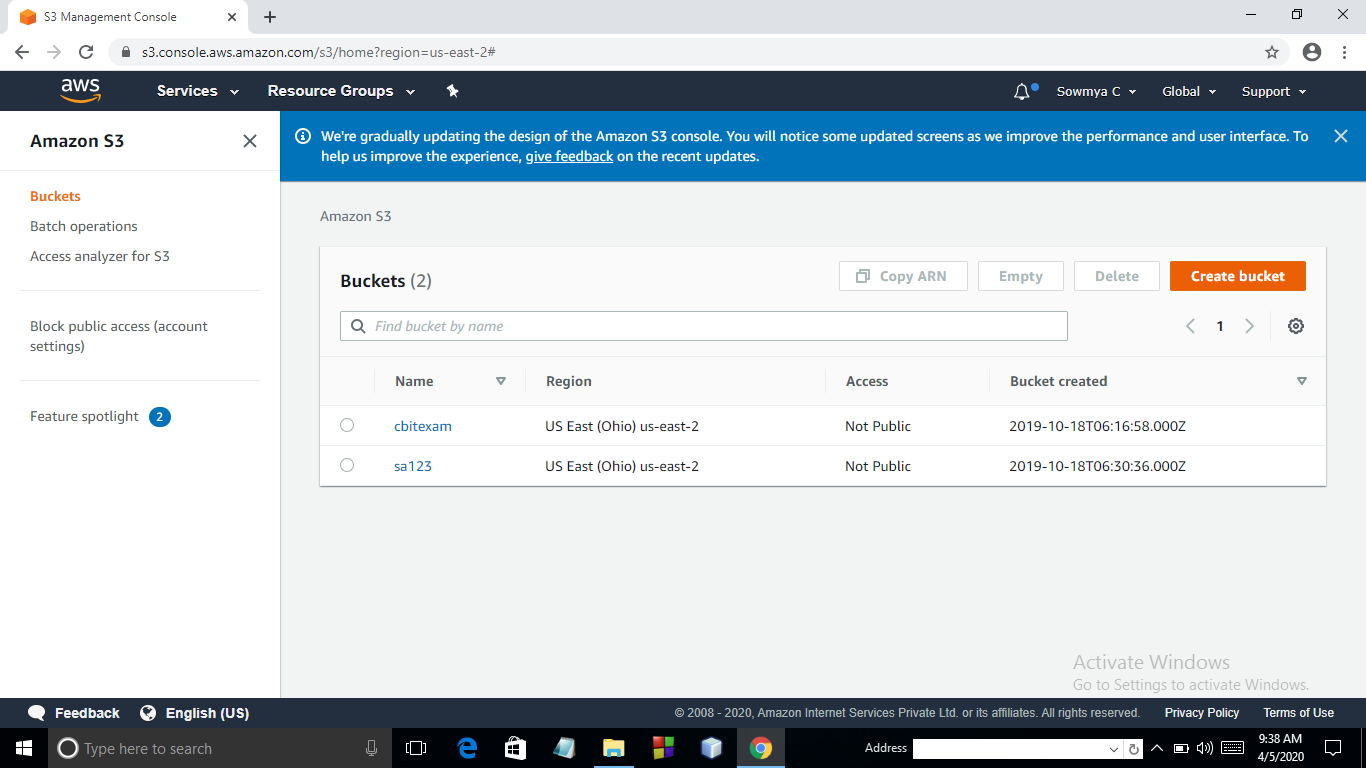 S3 Management Console
s3.console.aws.amazon.com/s3/home?region=us-east-2#
aws Services Resource Groups Sowmya C Global Support
Amazon S3
Buckets
Batch operations
Access analyzer for S3
Block public access (account
settings)
Feature spotlight 2
We're gradually updating the design of the Amazon S3 console. You will notice some updated screens as we improve the performance and user interface. To
help us improve the experience, give feedback on the recent updates.
Amazon S3
Buckets (2) Copy ARN Empty Delete Create bucket
Find bucket by name 1
Name Region Access Bucket created
cbitexam US East (Ohio) us-east-2 Not Public 2019-10-18T06:16:58.000Z
sa123 US East (Ohio) us-east-2 Not Public 2019-10-18T06:30:36.000Z
Activate Windows
Go to Settings to activate Windows.
Feedback English (US) © 2008 - 2020, Amazon Internet Services Private Ltd. or its affiliates. All rights reserved. Privacy Policy Terms of Use
Type here to search Address 9:38 AM
4/5/2020